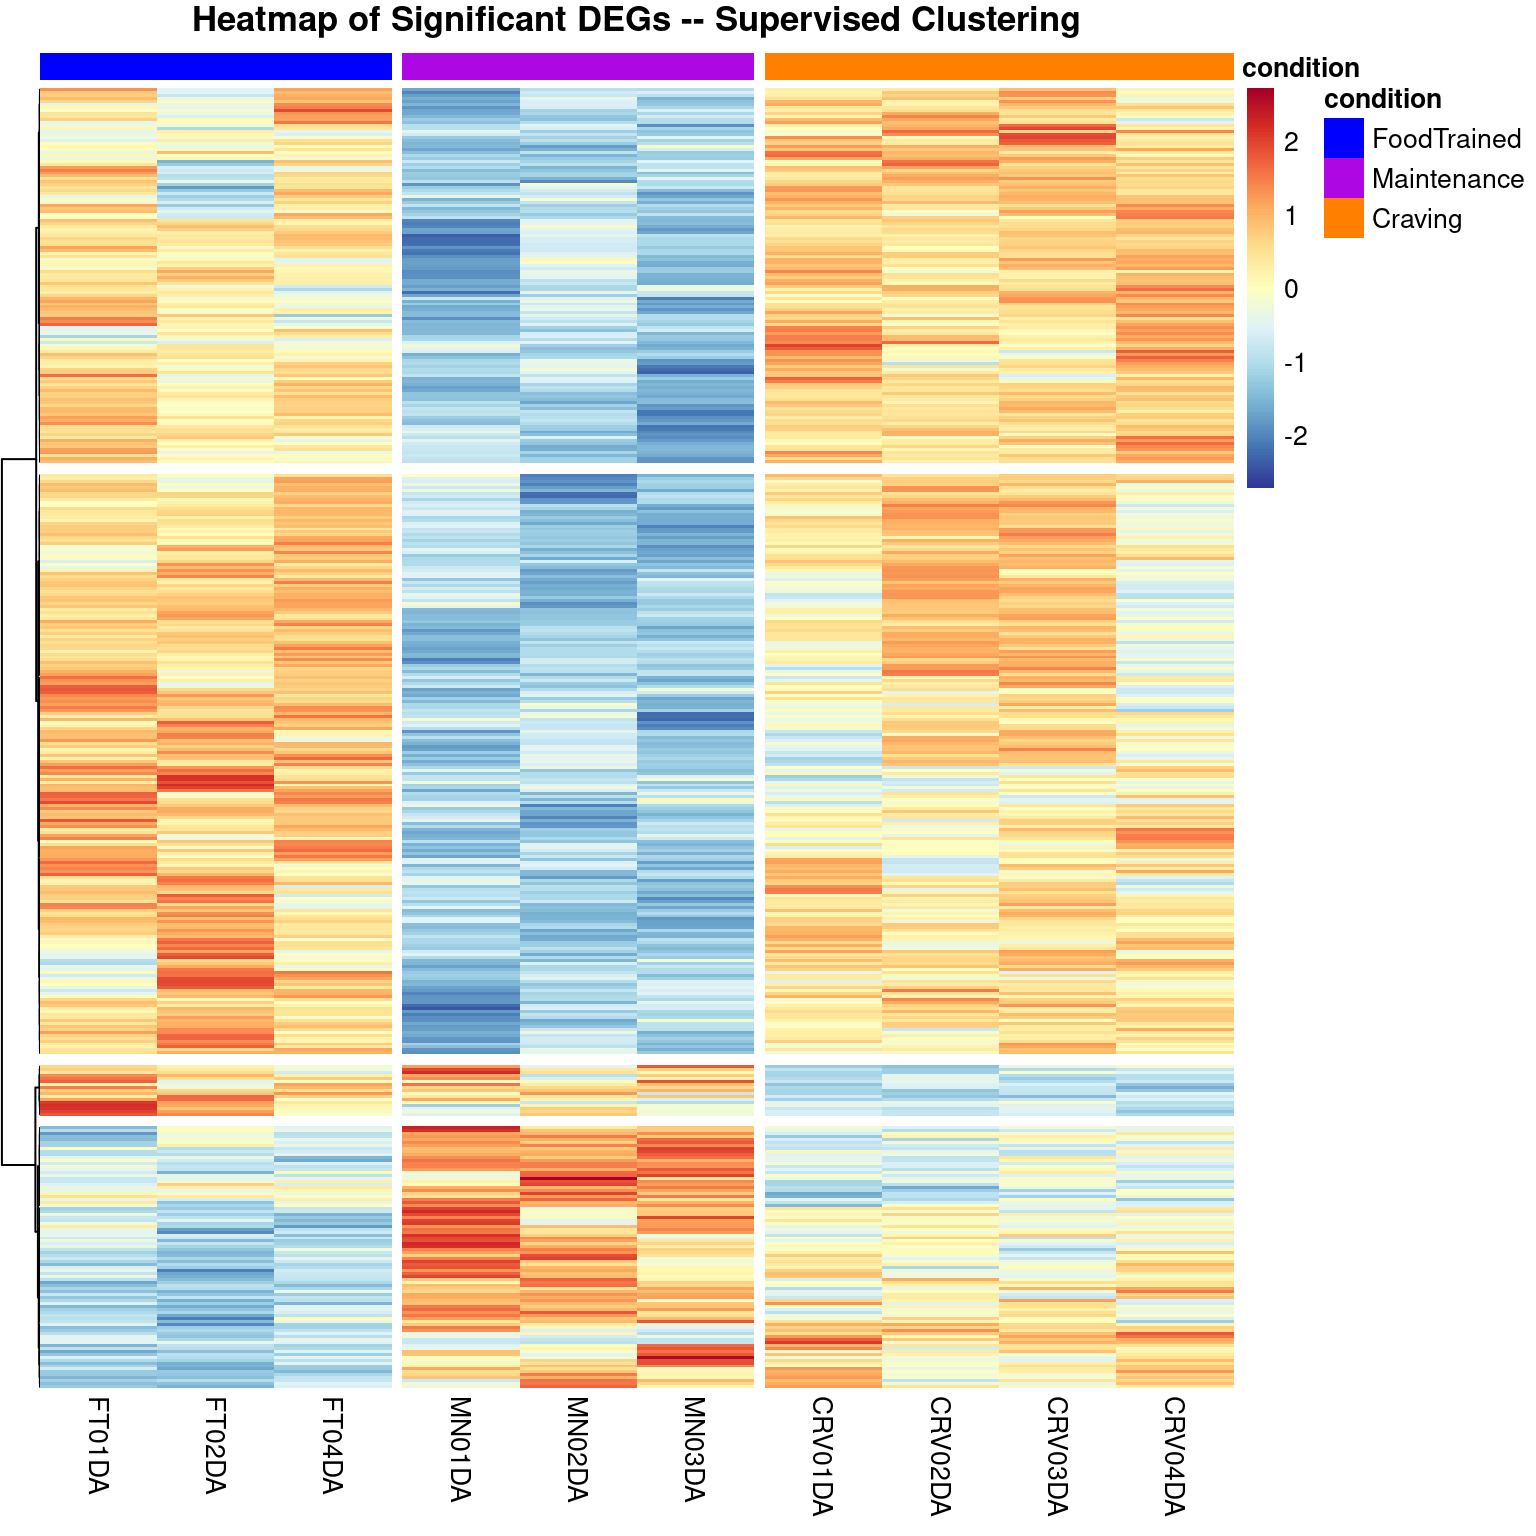 Heatmap of Significant DEGs -- Supervised Clustering
condition
condition
FoodTrained
Maintenance
Craving
2
1
0
-1
-2
FT01DA
FT02DA
FT04DA
MN01DA
MN02DA
MN03DA
CRV01DA
CRV02DA
CRV03DA
CRV04DA